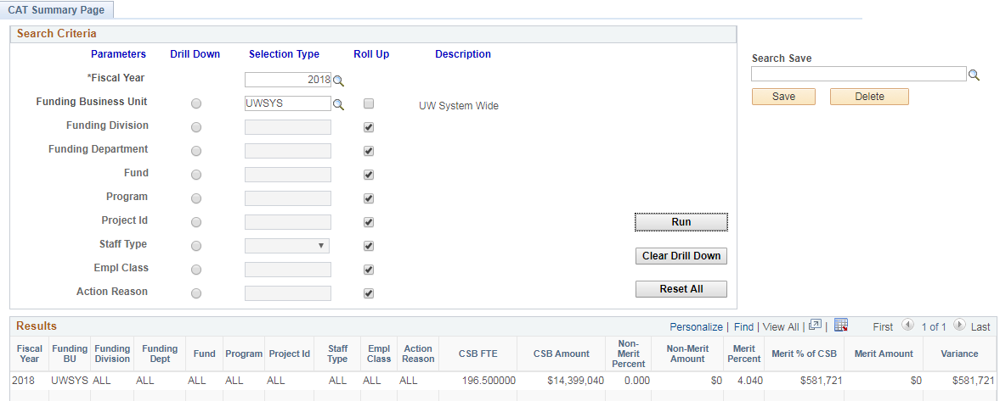 CAT Summary Page
Search Criteria
Parameters Drill Down Selection Type Roll Up Description
*Fiscal Year 2018
Funding Business Unit UWSYS UW System Wide
Funding Division
Funding Department
Fund
Program
Project Id
Staff Type
Empl Class
Action Reason
Run
Clear Drill Down
Reset All
Search Save
Save Delete
Results Personalize | Find | View All | | First 1 of 1 Last
Fiscal Year Funding BU Funding Division Funding Dept Fund Program Project Id Staff Type Empl Class Action Reason CSB FTE CSB Amount Non-Merit Percent Non-Merit Amount Merit Percent Merit % of CSB Merit Amount Variance
2018 UWSYS ALL ALL ALL ALL ALL ALL ALL ALL 196.500000 $14,399,040 0.000 $0 4.040 $581,721 $0 $581,721